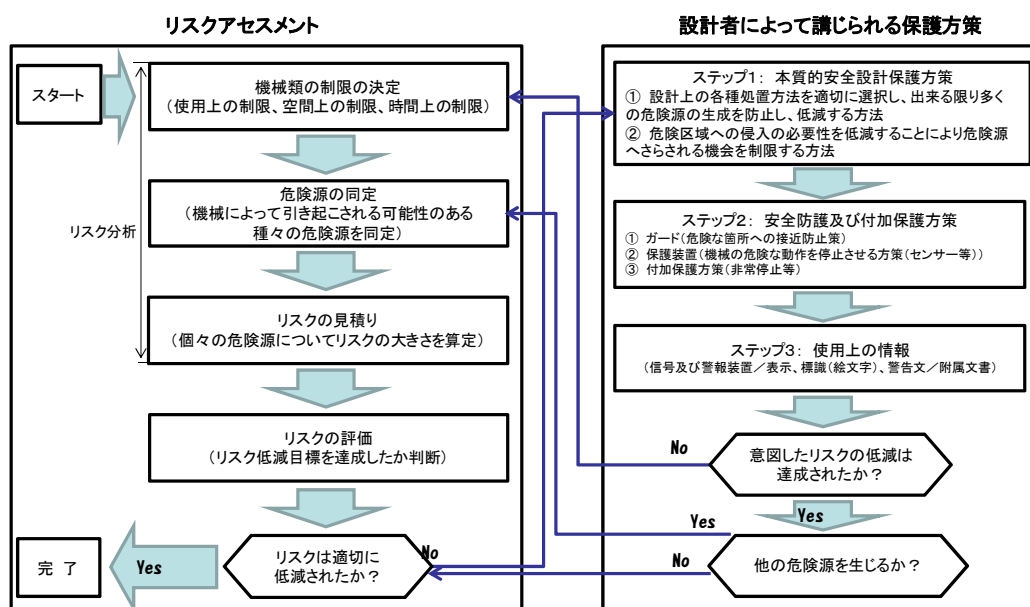 リスクアセスメント
スタート
機械類の制限の決定
(使用上の制限、空間上の制限、時間上の制限)
リスク分析
危険源の同定
(機械によって引き起こされる可能性のある
種々の危険源を同定)
リスクの見積り
(個々の危険源についてリスクの大きさを算定)
リスクの評価
(リスク低減目標を達成したか判断)
リスクは適切に
低減されたか?
No
Yes
完 了
設計者によって講じられる保護方策
ステップ1: 本質的安全設計保護方策
① 設計上の各種処置方法を適切に選択し、出来る限り多く
の危険源の生成を防止し、低減する方法
② 危険区域への侵入の必要性を低減することにより危険源
へさらされる機会を制限する方法
ステップ2: 安全防護及び付加保護方策
① ガード(危険な箇所への接近防止策)
② 保護装置(機械の危険な動作を停止させる方策(センサー等))
③ 付加保護方策(非常停止等)
ステップ3: 使用上の情報
(信号及び警報装置/表示、標識(絵文字)、警告文/附属文書)
No
意図したリスクの低減は
達成されたか?
Yes
Yes
No
他の危険源を生じるか?